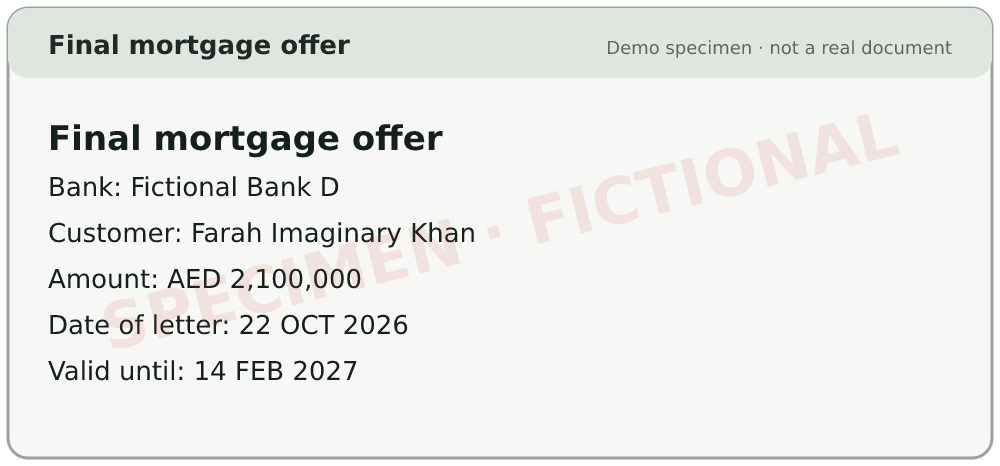 Final mortgage offer
Demo specimen · not a real document
Final mortgage offer
Bank: Fictional Bank D
Customer: Farah Imaginary Khan
Amount: AED 2,100,000
Date of letter: 22 OCT 2026
Valid until: 14 FEB 2027
SPECIMEN · FICTIONAL